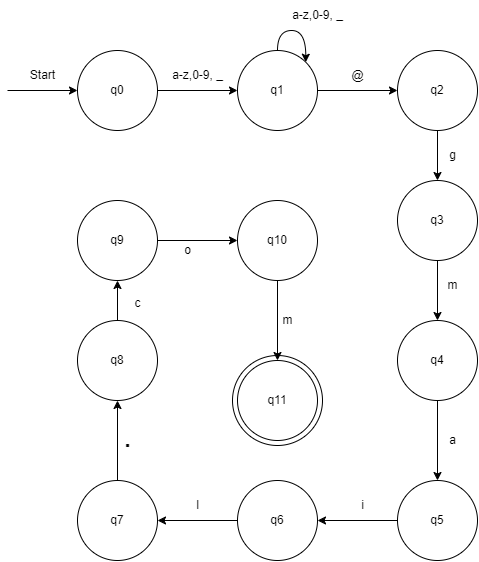 a-z,0-9, _
Start
q0
a-z,0-9, _
q1
@
q2
g
q3
m
q4
a
q5
i
q6
l
q7
.
q8
c
q9
o
q10
m
q11